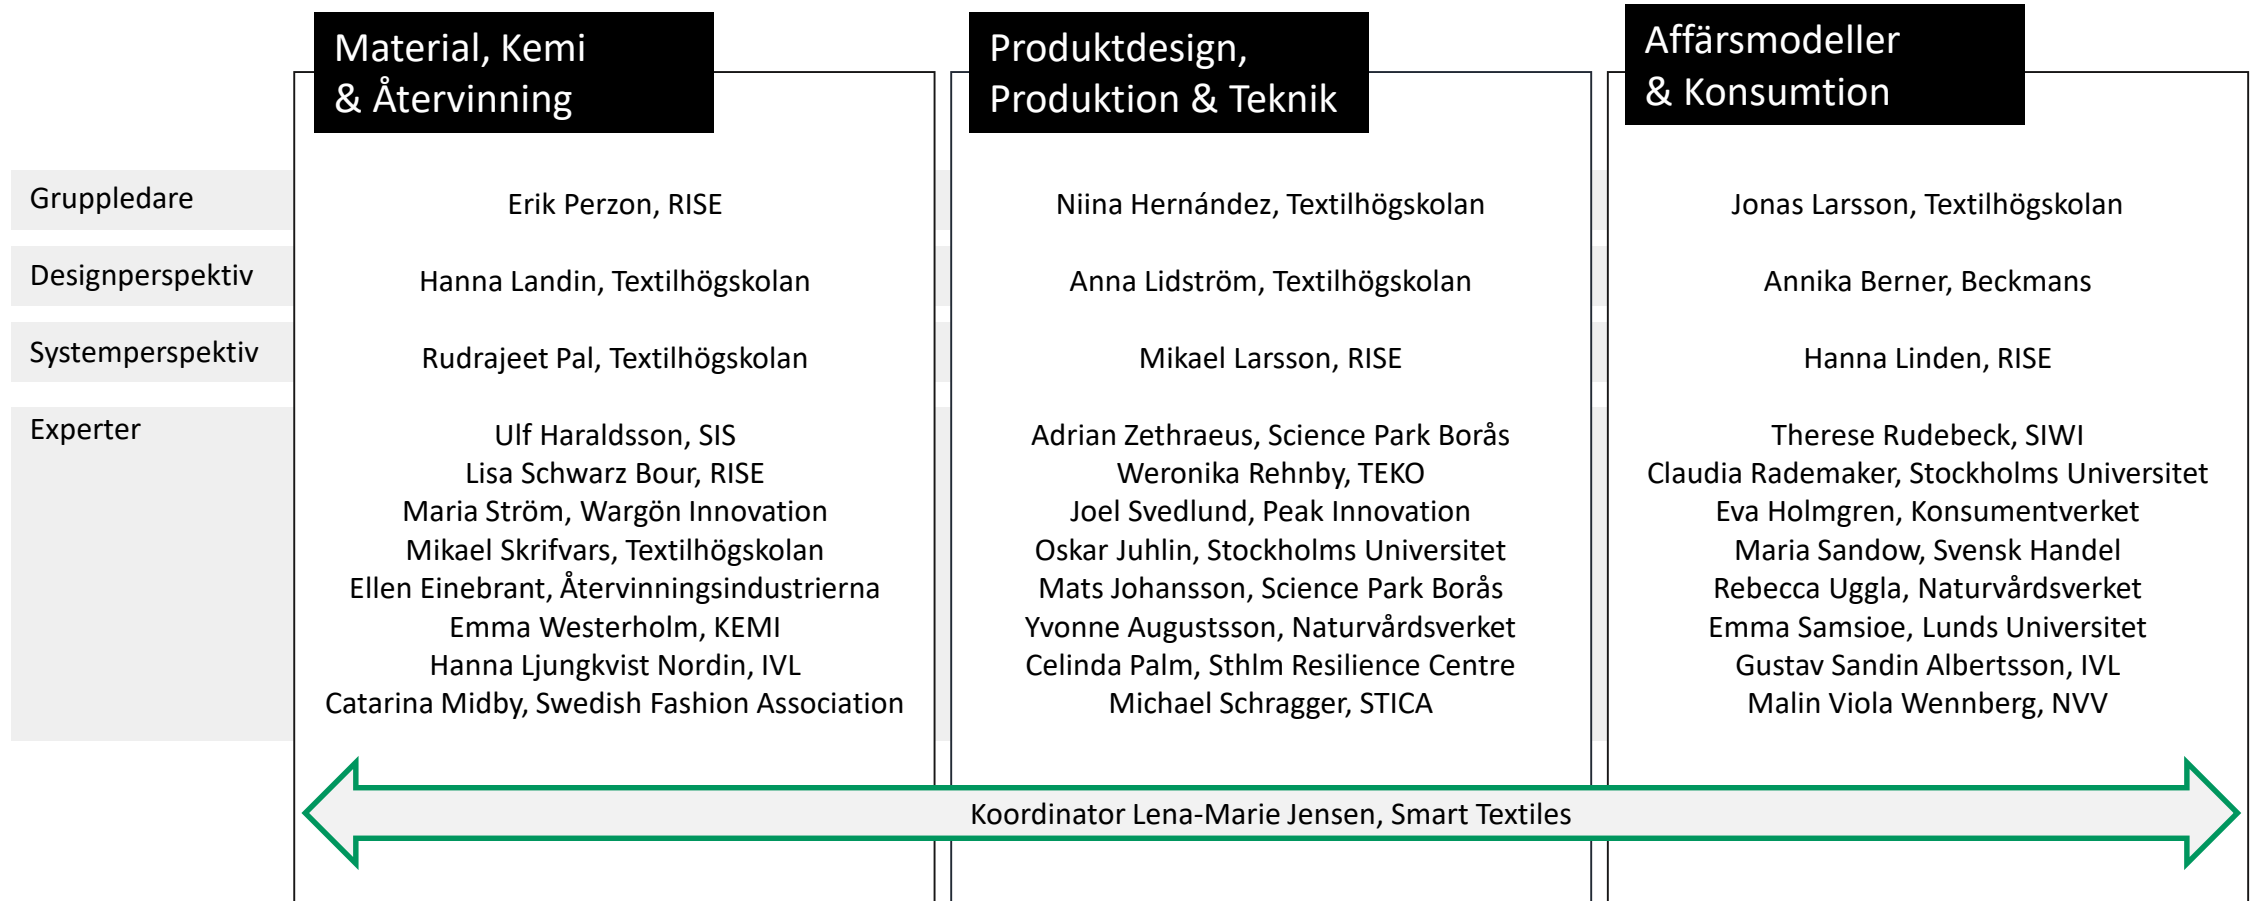 Material, Kemi
& Återvinning
Produktdesign,
Produktion & Teknik
Affärsmodeller
& Konsumtion
Gruppledare
Erik Perzon, RISE
Niina Hernández, Textilhögskolan
Jonas Larsson, Textilhögskolan
Designperspektiv
Hanna Landin, Textilhögskolan
Anna Lidström, Textilhögskolan
Annika Berner, Beckmans
Systemperspektiv
Rudrajeet Pal, Textilhögskolan
Mikael Larsson, RISE
Hanna Linden, RISE
Experter
Ulf Haraldsson, SIS
Lisa Schwarz Bour, RISE
Maria Ström, Wargön Innovation
Mikael Skrifvars, Textilhögskolan
Ellen Einebrant, Återvinningsindustrierna
Emma Westerholm, KEMI
Hanna Ljungkvist Nordin, IVL
Catarina Midby, Swedish Fashion Association
Adrian Zethraeus, Science Park Borås
Weronika Rehnby, TEKO
Joel Svedlund, Peak Innovation
Oskar Juhlin, Stockholms Universitet
Mats Johansson, Science Park Borås
Yvonne Augustsson, Naturvårdsverket
Celinda Palm, Sthlm Resilience Centre
Michael Schragger, STICA
Therese Rudebeck, SIWI
Claudia Rademaker, Stockholms Universitet
Eva Holmgren, Konsumentverket
Maria Sandow, Svensk Handel
Rebecca Uggla, Naturvårdsverket
Emma Samsioe, Lunds Universitet
Gustav Sandin Albertsson, IVL
Malin Viola Wennberg, NVV
Koordinator Lena-Marie Jensen, Smart Textiles